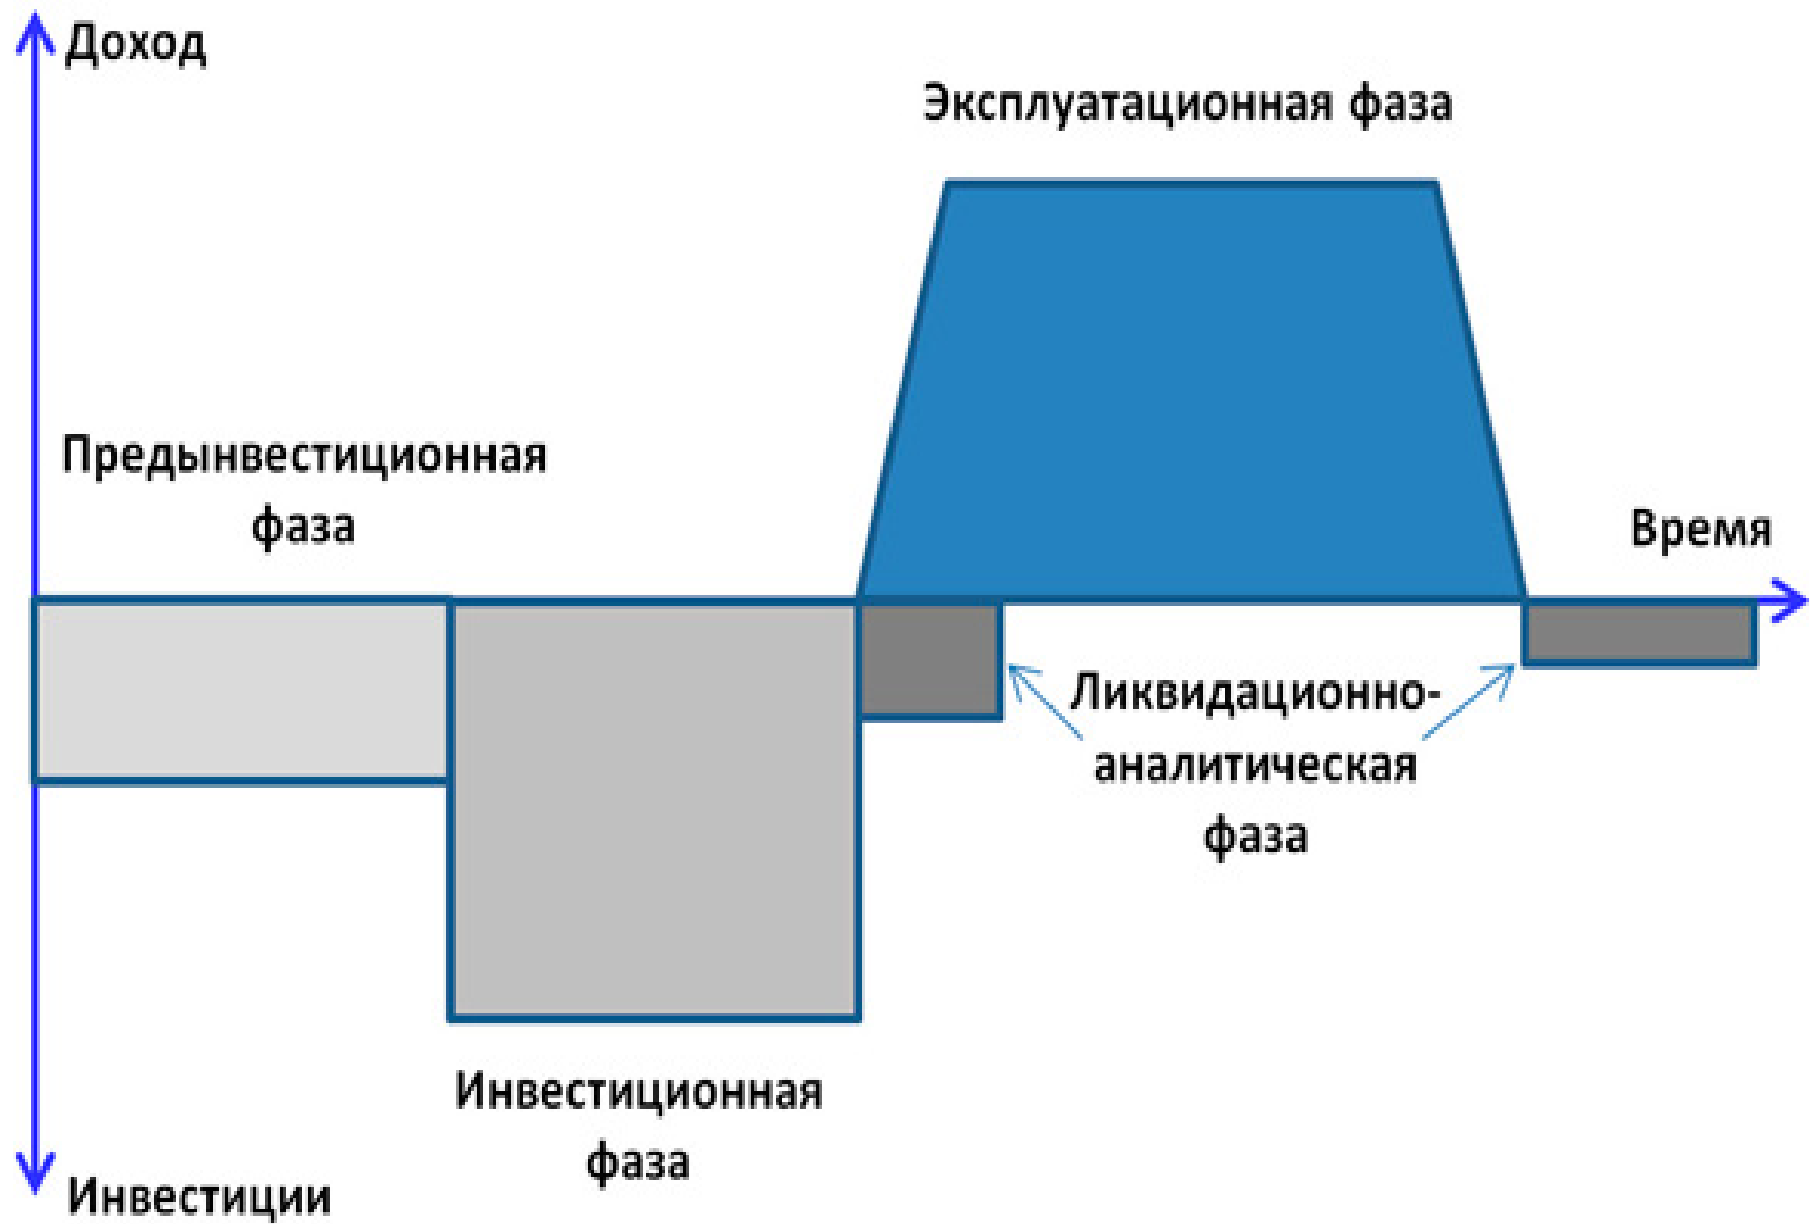 Доход
Эксплуатационная фаза
Предынвестиционная
фаза
Время
Ликвидационно-
аналитическая
фаза
Инвестиционная
фаза
Инвестиции